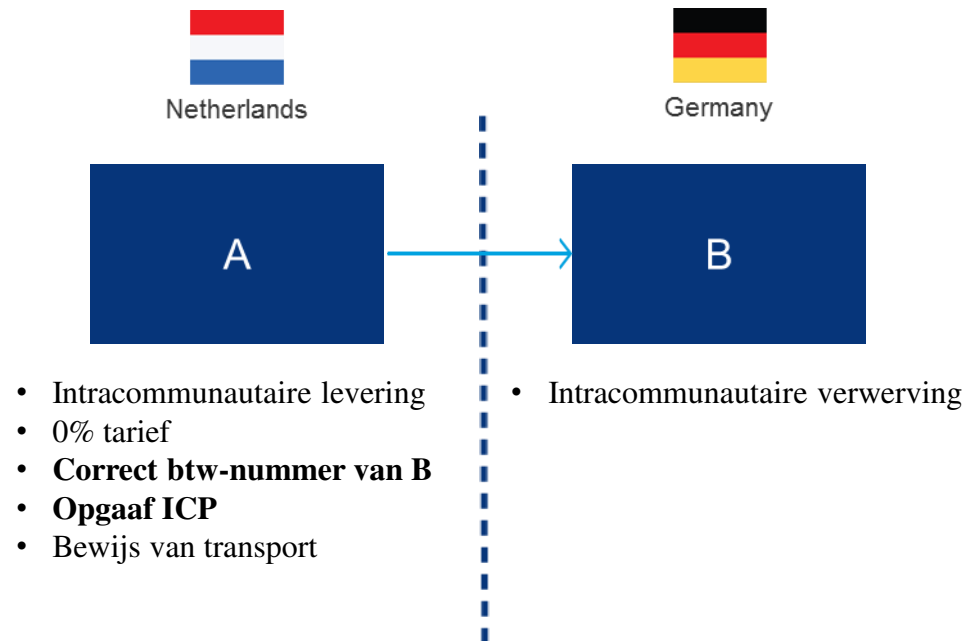 Netherlands
Germany
A
B
• Intracommunautaire levering
• 0% tarief
• Correct btw-nummer van B
• Opgaaf ICP
• Bewijs van transport
• Intracommunautaire verwerving